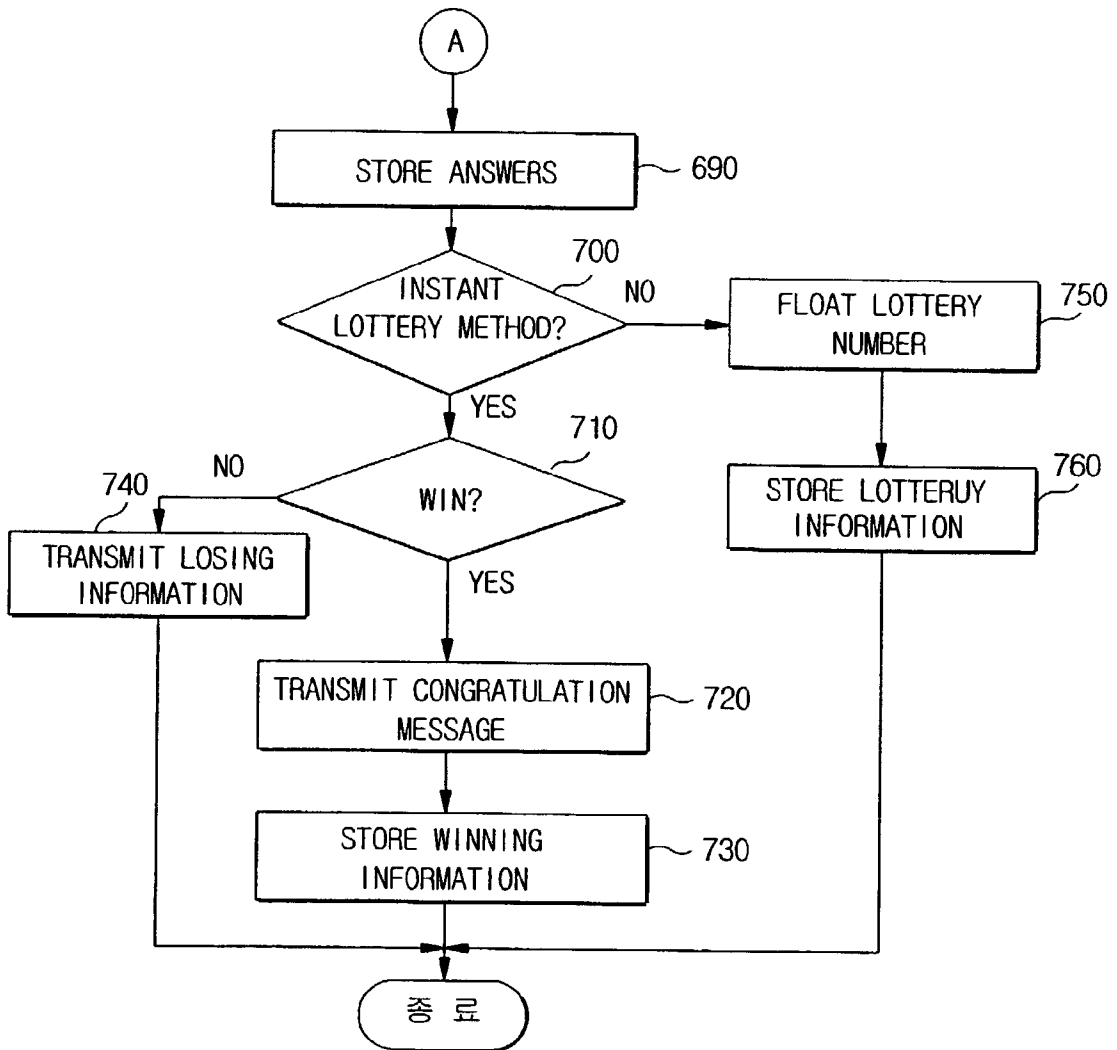 A
STORE ANSWERS
690
700
INSTANT
LOTTERY METHOD?
NO
FLOAT LOTTERY
NUMBER
750
YES
710
NO
WIN?
740
TRANSMIT LOSING
INFORMATION
STORE LOTTERUY
INFORMATION
760
YES
TRANSMIT CONGRATULATION
MESSAGE
720
STORE WINNING
INFORMATION
730
종 료